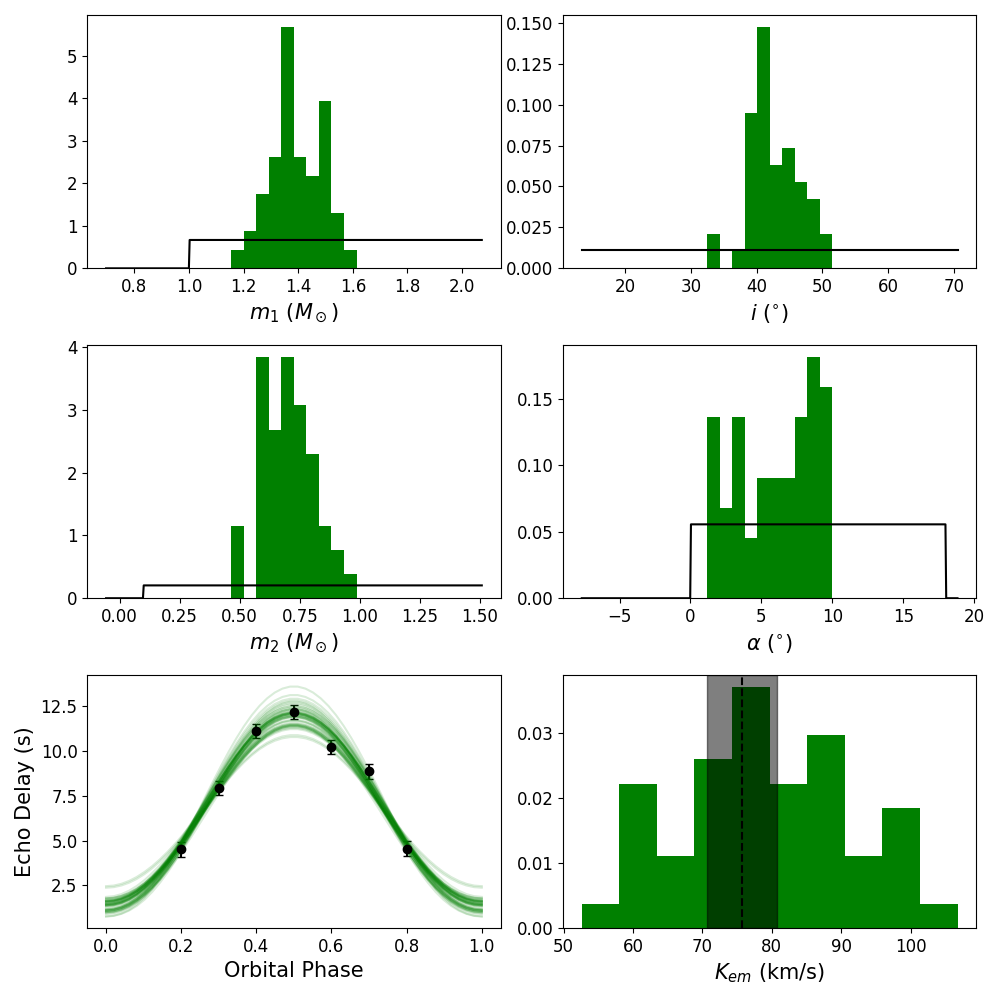 0 1 2 3 4 5
0.8 1.0 1.2 1.4 1.6 1.8 2.0
m₁ (M⊙)
0.000 0.025 0.050 0.075 0.100 0.125 0.150
20 30 40 50 60 70
i (°)
0 1 2 3 4
0.00 0.25 0.50 0.75 1.00 1.25 1.50
m₂ (M⊙)
0.00 0.05 0.10 0.15
−5 0 5 10 15 20
α (°)
Echo Delay (s)
2.5 5.0 7.5 10.0 12.5
0.0 0.2 0.4 0.6 0.8 1.0
Orbital Phase
0.00 0.01 0.02 0.03
50 60 70 80 90 100
K_em (km/s)